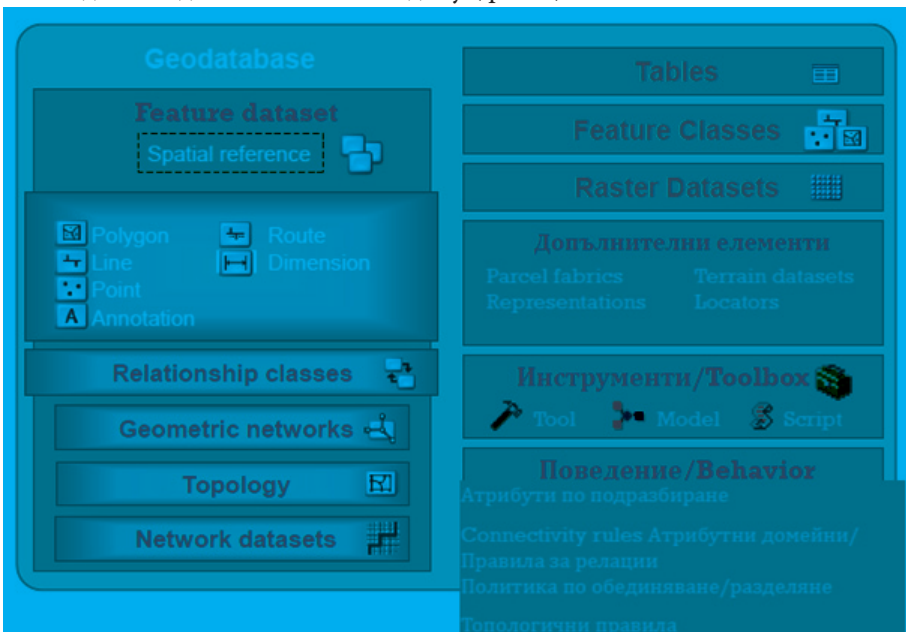 Geodatabase
Feature dataset
Spatial reference
Polygon
Route
Line
Dimension
Point
A Annotation
Relationship classes
Geometric networks
Topology
Network datasets
Tables
Feature Classes
Raster Datasets
Допълнителни елементи
Parcel fabrics
Terrain datasets
Representations
Locators
Инструменти/Toolbox
Tool
Model
Script
Поведение/Behavior
Атрибути по подразбиране
Connectivity rules Атрибутни домейни/
Правила за релации
Политика по обединяване/разделяне
Топологични правила